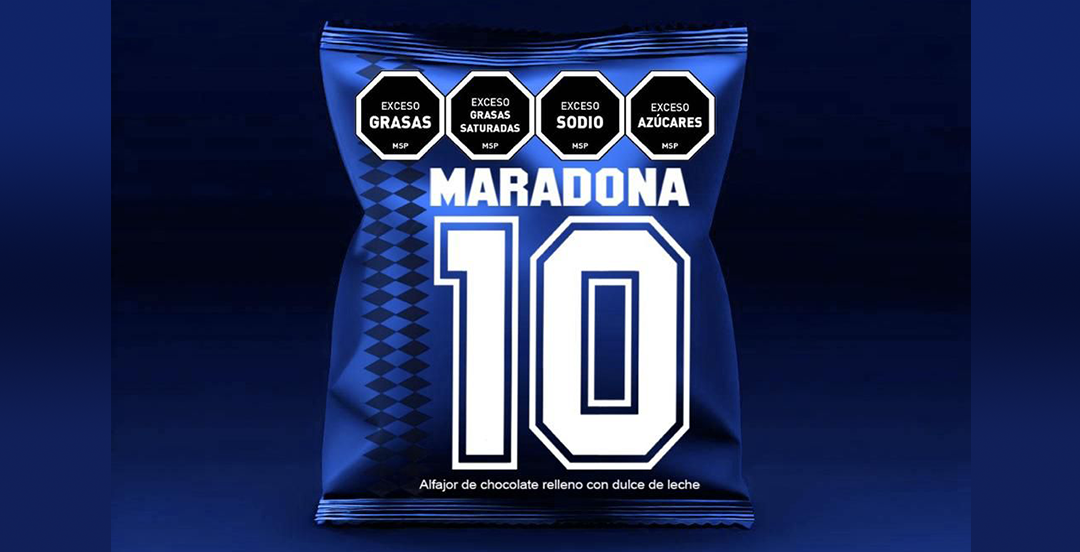 EXCESO
GRASAS
MSP
EXCESO
GRASAS
SATURADAS
MSP
EXCESO
SODIO
MSP
EXCESO
AZÚCARES
MSP
MARADONA
10
Alfajor de chocolate relleno con dulce de leche